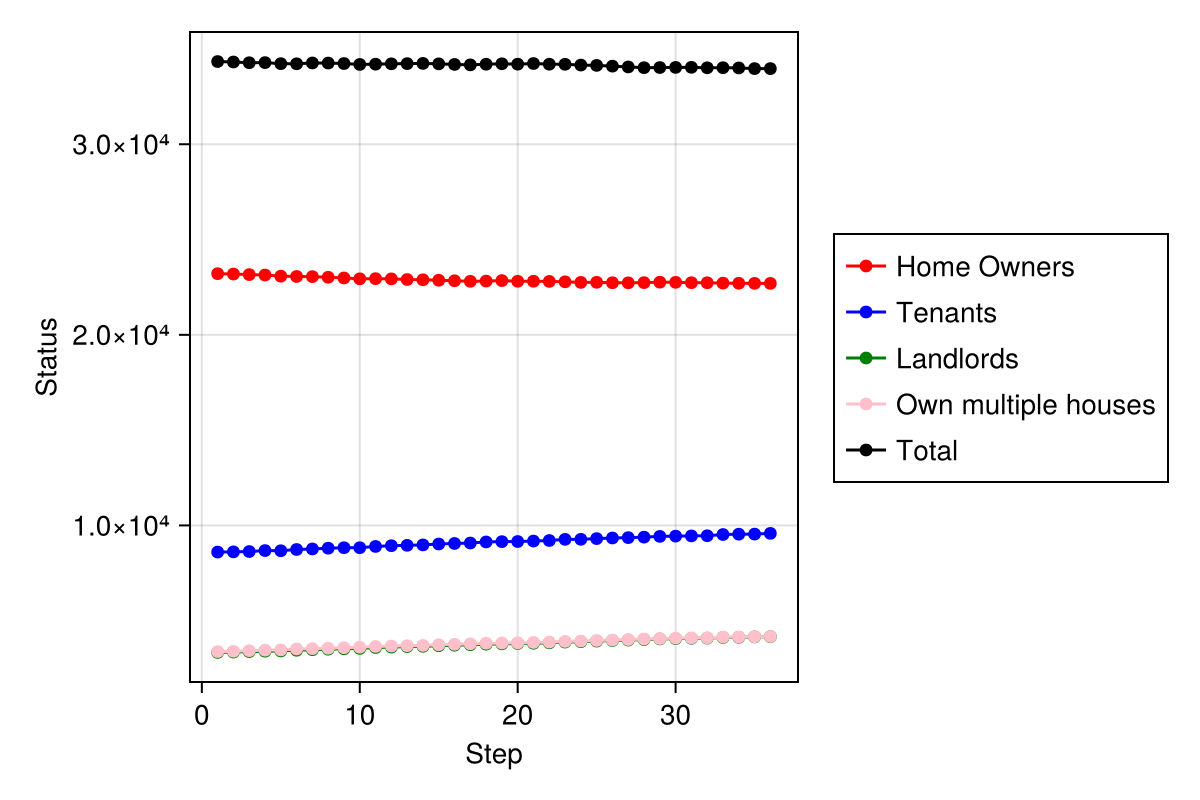 3.0×10⁴
2.0×10⁴
1.0×10⁴
Status
0 10 20 30
Step
Home Owners
Tenants
Landlords
Own multiple houses
Total